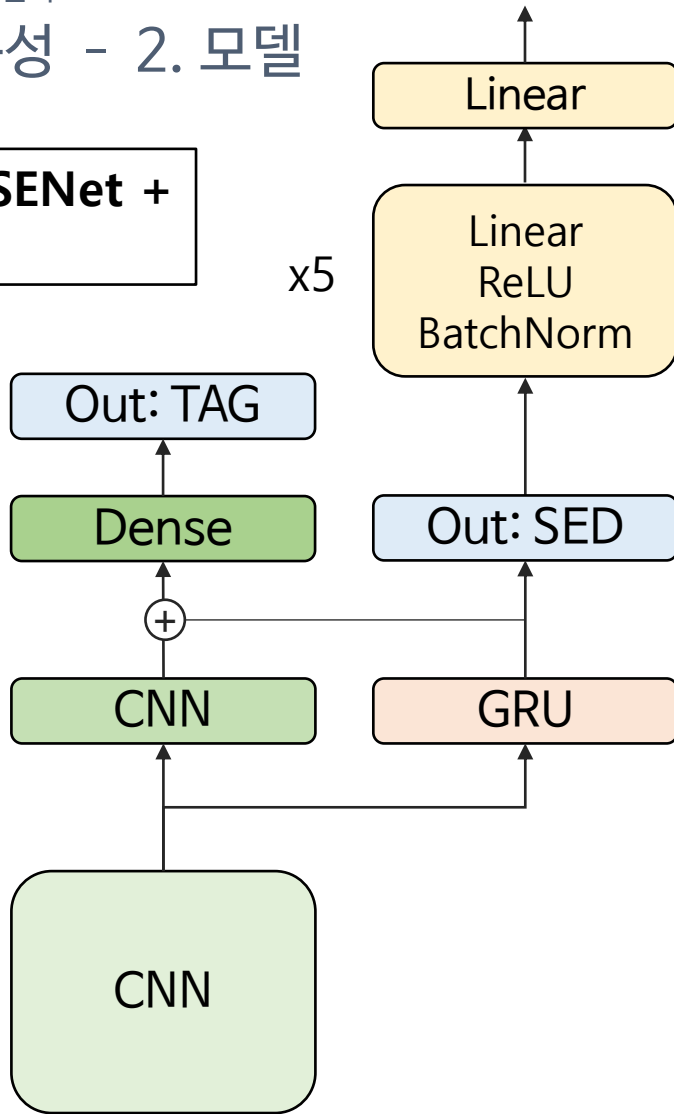 성 - 2. 모델
SENet +
x5
Linear
Linear
ReLU
BatchNorm
Out: TAG
Dense
Out: SED
+
CNN
GRU
CNN